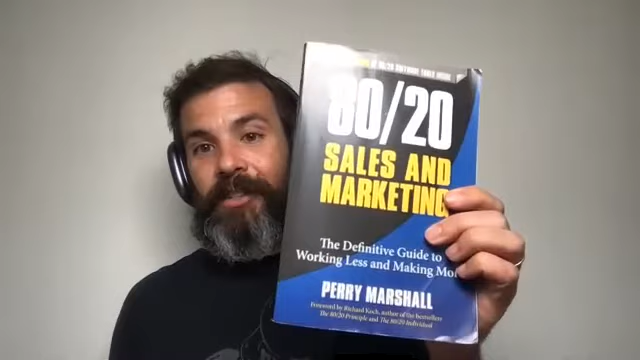 80/20
SALES AND
MARKETING
The Definitive Guide to
Working Less and Making Mo
PERRY MARSHALL
Foreword by Richard Koch, author of the bestsellers
The 80/20 Principle and The 80/20 Individual